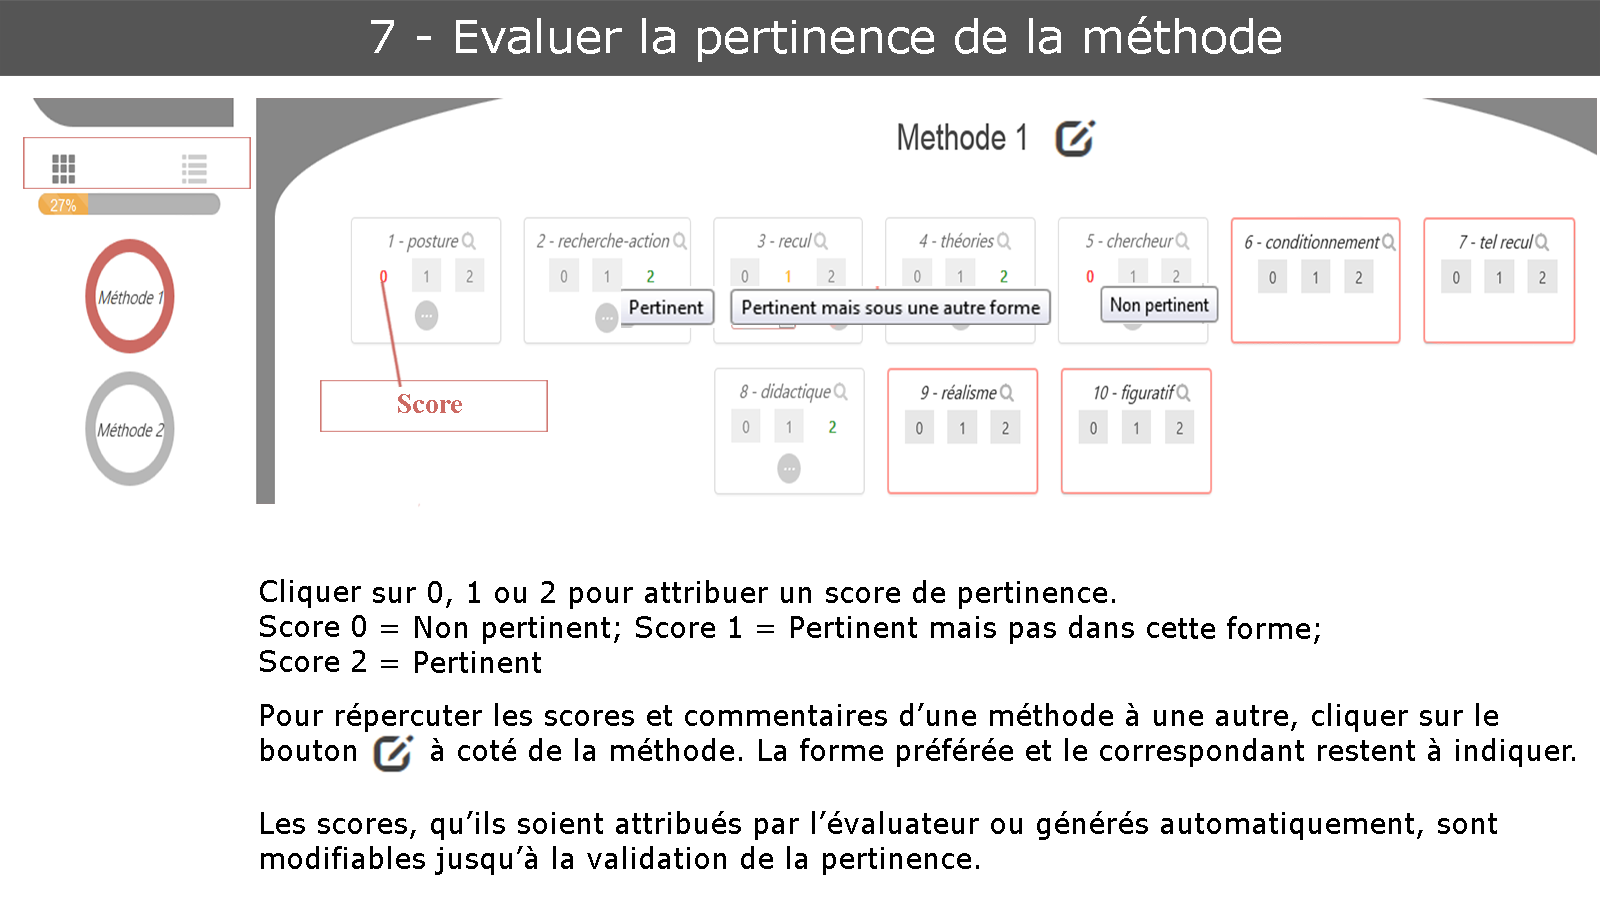 7 - Evaluer la pertinence de la méthode
Methode 1
27%
Méthode 1
Méthode 2
1 - posture
0 1 2
...
2 - recherche-action
0 1 2
...
Pertinent
3 - recul
0 1 2
Pertinent mais sous une autre forme
4 - théories
0 1 2
5 - chercheur
0 1 2
Non pertinent
6 - conditionnement
0 1 2
7 - tel recul
0 1 2
Score
8 - didactique
0 1 2
...
9 - réalisme
0 1 2
10 - figuratif
0 1 2
Cliquer sur 0, 1 ou 2 pour attribuer un score de pertinence.
Score 0 = Non pertinent; Score 1 = Pertinent mais pas dans cette forme;
Score 2 = Pertinent
Pour répercuter les scores et commentaires d’une méthode à une autre, cliquer sur le
bouton à coté de la méthode. La forme préférée et le correspondant restent à indiquer.
Les scores, qu’ils soient attribués par l’évaluateur ou générés automatiquement, sont
modifiables jusqu’à la validation de la pertinence.